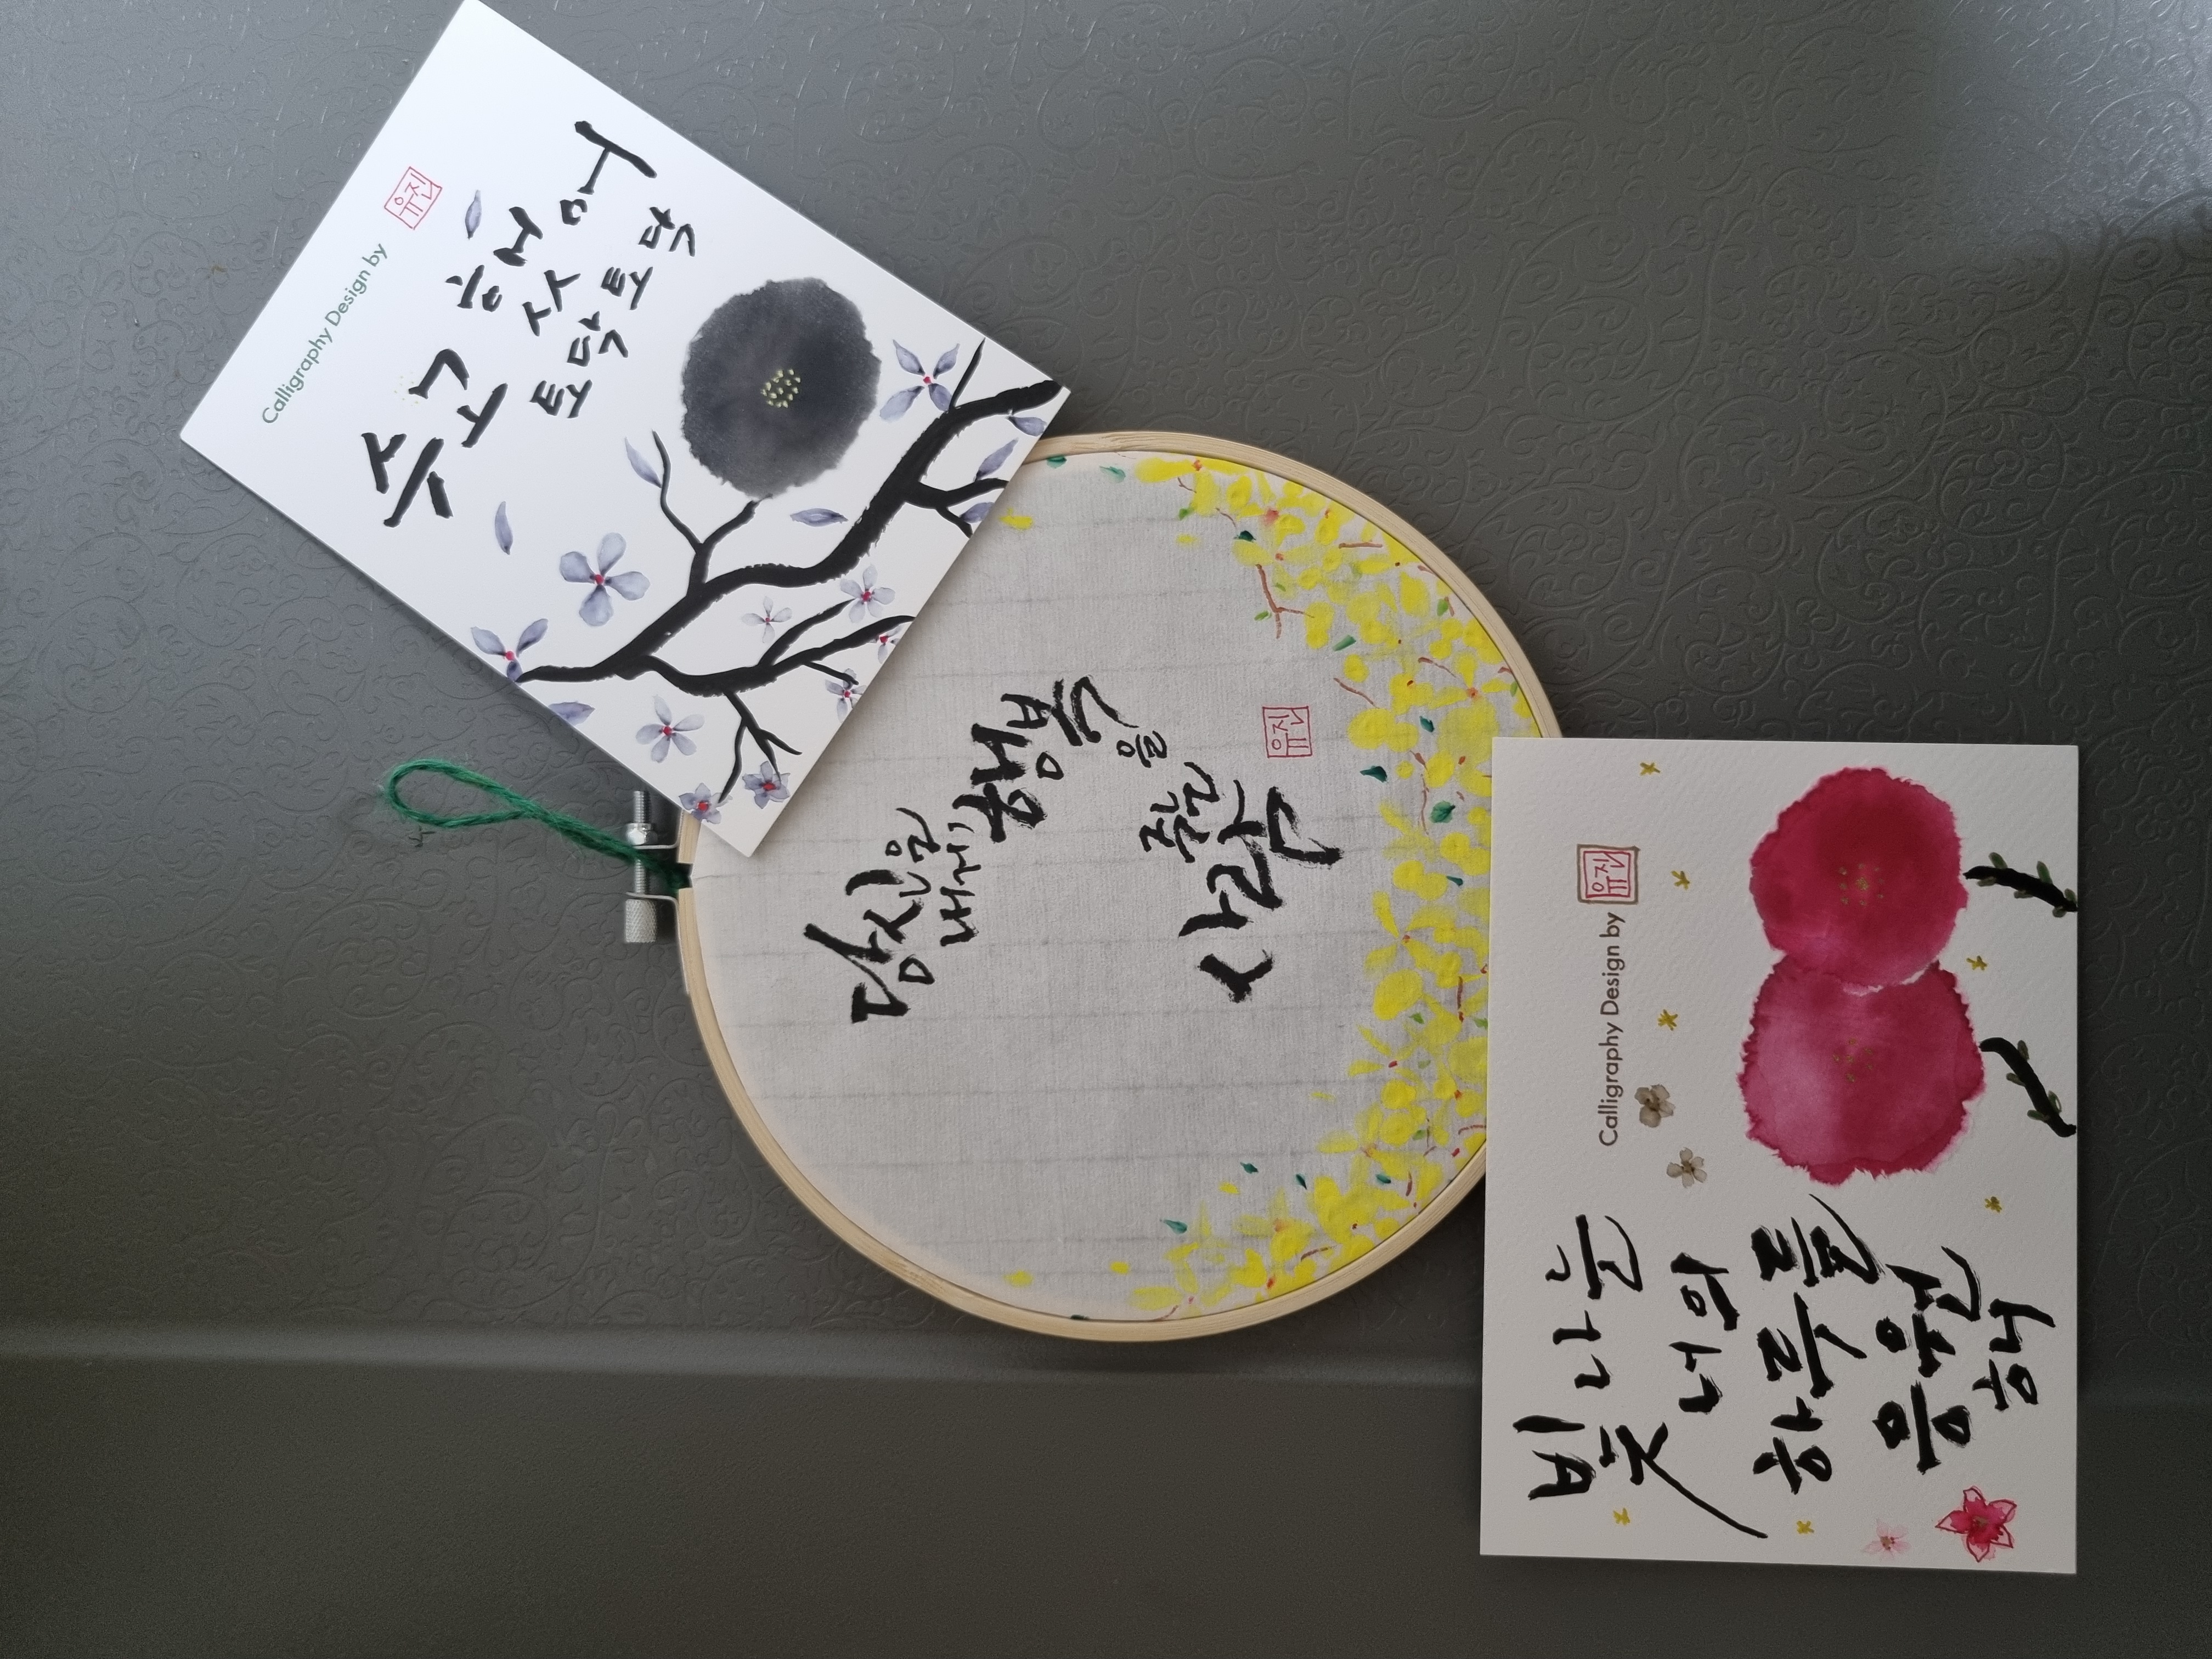 Calligraphy Design by
유진
수고했어
토닥토닥
당신은
내게
행복
을
주는
사람
유진
빛나는
너의
하루를
응원
해
Calligraphy Design by
유진